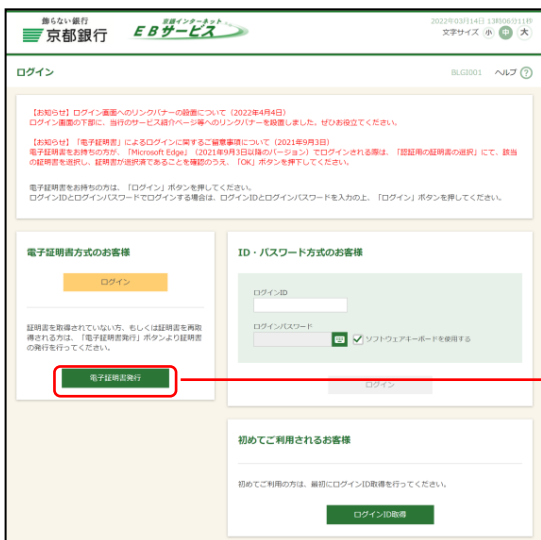 飾らない銀行
京都銀行
京銀インターネット
EBサービス
2022年03月14日 13時06分11秒
文字サイズ 小 中 大
ログイン
BLGI001 ヘルプ ?
【お知らせ】ログイン画面へのリンクバナーの設置について（2022年4月4日）
ログイン画面の下部に、当行のサービス紹介ページ等へのリンクバナーを設置しました。ぜひお役立てください。
【お知らせ】「電子証明書」によるログインに関するご留意事項について（2021年9月3日）
電子証明書をお持ちの方が、「Microsoft Edge」（2021年9月3日以降のバージョン）でログインされる際は、「認証用の証明書の選択」にて、該当
の証明書を選択し、証明書が選択済であることを確認のうえ、「OK」ボタンを押下してください。
電子証明書をお持ちの方は、「ログイン」ボタンを押してください。
ログインIDとログインパスワードでログインする場合は、ログインIDとログインパスワードを入力の上、「ログイン」ボタンを押してください。
電子証明書方式のお客様
ログイン
証明書を取得されていない方、もしくは証明書を再取
得される方は、「電子証明書発行」ボタンより証明書
の発行を行ってください。
電子証明書発行
ID・パスワード方式のお客様
ログインID
ログインパスワード
ソフトウェアキーボードを使用する
ログイン
初めてご利用されるお客様
初めてご利用の方は、最初にログインID取得を行ってください。
ログインID取得